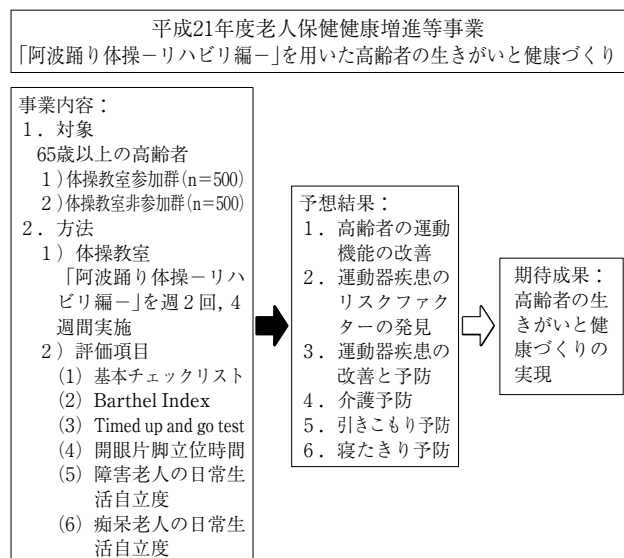 平成21年度老人保健健康増進等事業
「阿波踊り体操－リハビリ編－」を用いた高齢者の生きがいと健康づくり
事業内容：
１．対象
65歳以上の高齢者
１）体操教室参加群(n＝500)
２）体操教室非参加群(n＝500)
２．方法
１）体操教室
「阿波踊り体操－リハ
ビリ編－」を週２回，４
週間実施
２）評価項目
(1) 基本チェックリスト
(2) Barthel Index
(3) Timed up and go test
(4) 開眼片脚立位時間
(5) 障害老人の日常生
活自立度
(6) 痴呆老人の日常生
活自立度
予想結果：
１．高齢者の運動
機能の改善
２．運動器疾患の
リスクファク
ターの発見
３．運動器疾患の
改善と予防
４．介護予防
５．引きこもり予防
６．寝たきり予防
期待成果：
高齢者の生
きがいと健
康づくりの
実現